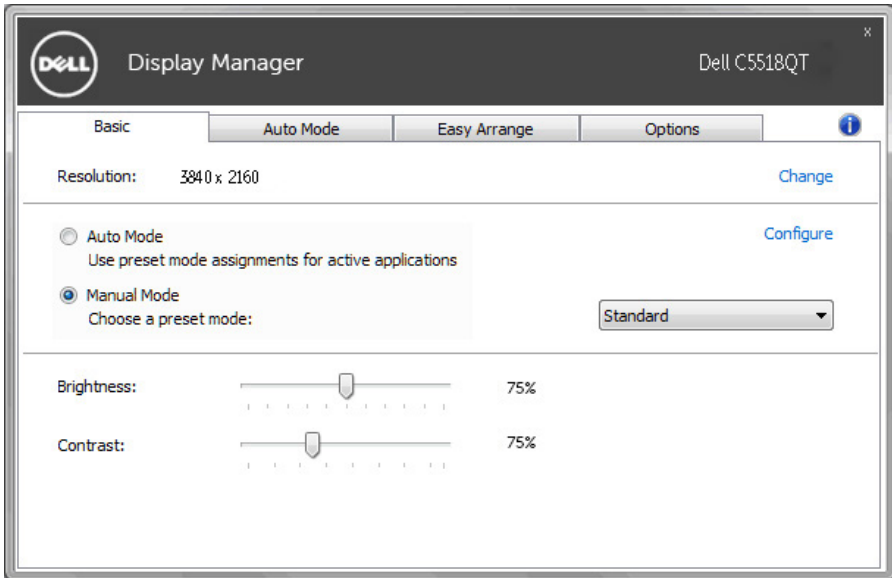 DELL Display Manager Dell C5518QT x
Basic Auto Mode Easy Arrange Options i
Resolution: 3840 x 2160 Change
Auto Mode Configure
Use preset mode assignments for active applications
Manual Mode
Choose a preset mode: Standard
Brightness: 75%
Contrast: 75%